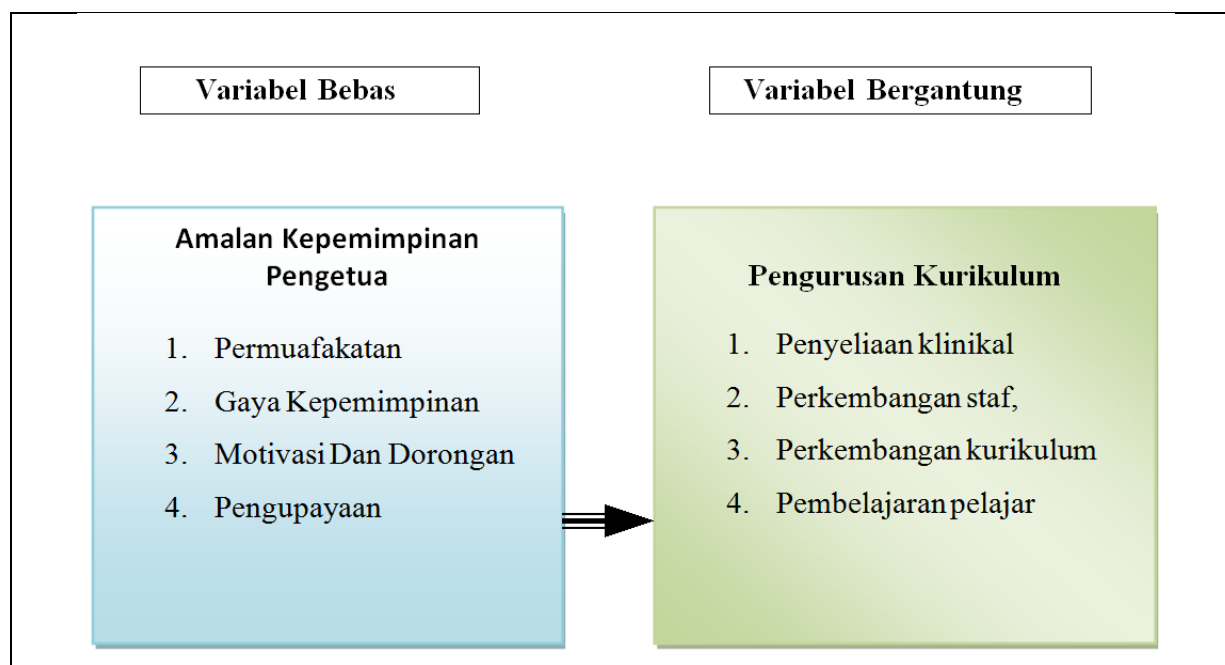 Variabel Bebas
Variabel Bergantung
Amalan Kepemimpinan
Pengetua
1. Permuafakatan
2. Gaya Kepemimpinan
3. Motivasi Dan Dorongan
4. Pengupayaan
Pengurusan Kurikulum
1. Penyeliaan klinikal
2. Perkembangan staf,
3. Perkembangan kurikulum
4. Pembelajaran pelajar